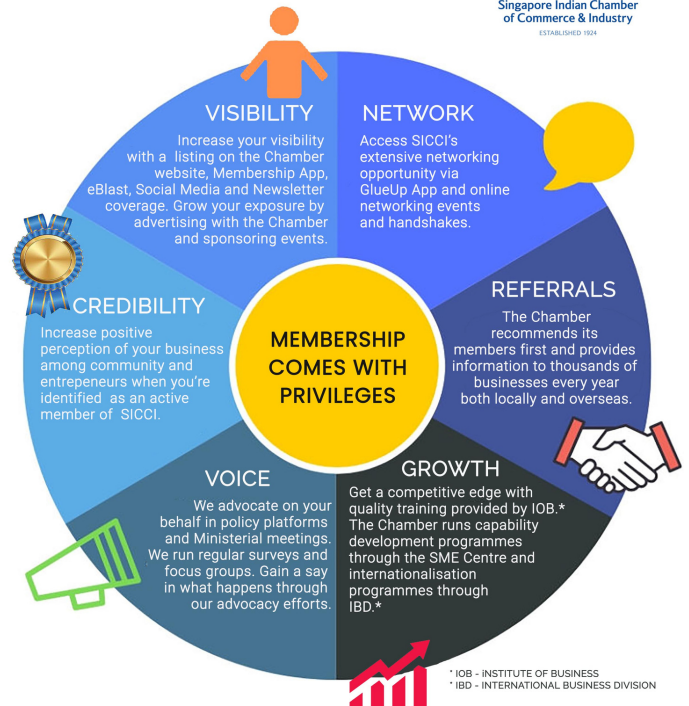 Singapore Indian Chamber
of Commerce & Industry
ESTABLISHED 1924
VISIBILITY
Increase your visibility
with a listing on the Chamber
website, Membership App,
eBlast, Social Media and Newsletter
coverage. Grow your exposure by
advertising with the Chamber
and sponsoring events.
NETWORK
Access SICCI's
extensive networking
opportunity via
GlueUp App and online
networking events
and handshakes.
REFERRALS
The Chamber
recommends its
members first and provides
information to thousands of
businesses every year
both locally and overseas.
CREDIBILITY
Increase positive
perception of your business
among community and
entrepeneurs when you're
identified as an active
member of SICCI.
MEMBERSHIP
COMES WITH
PRIVILEGES
VOICE
We advocate on your
behalf in policy platforms
and Ministerial meetings.
We run regular surveys and
focus groups. Gain a say
in what happens through
our advocacy efforts.
GROWTH
Get a competitive edge with
quality training provided by IOB.*
The Chamber runs capability
development programmes
through the SME Centre and
internationalisation
programmes through
IBD.*
* IOB - iNSTITUTE OF BUSINESS
* IBD - INTERNATIONAL BUSINESS DIVISION